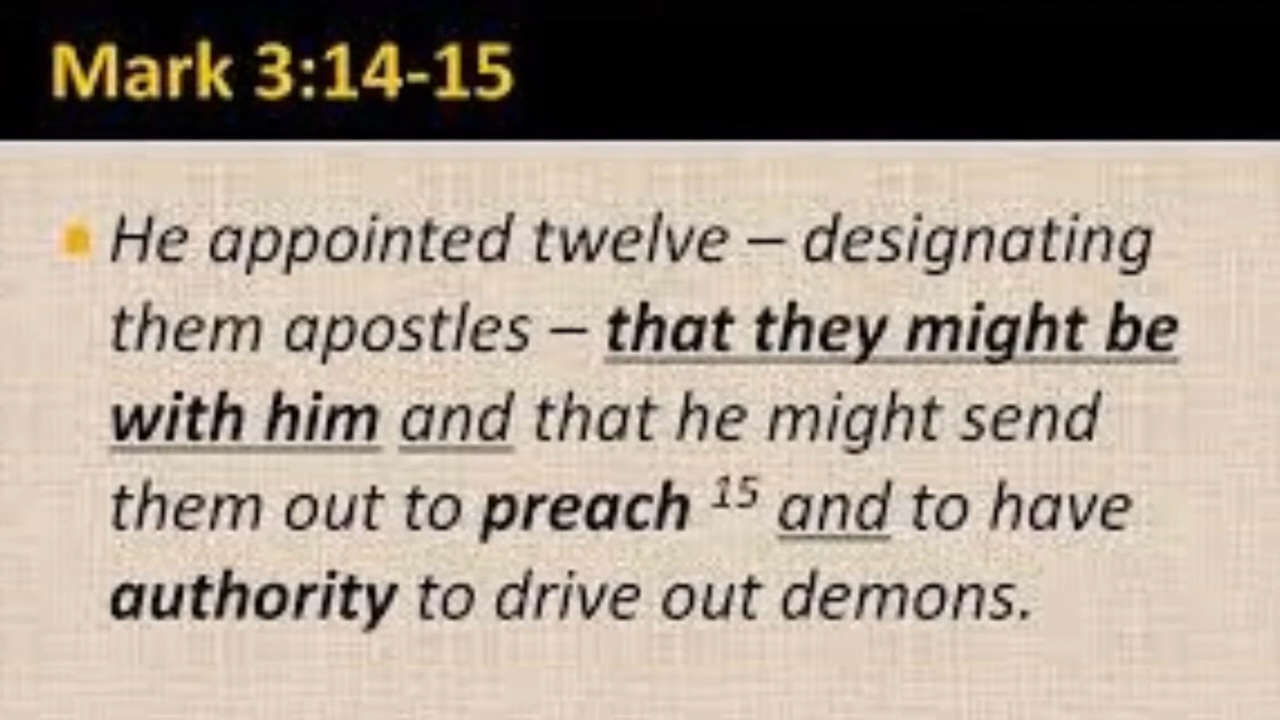 Mark 3:14-15
He appointed twelve – designating
them apostles – that they might be
with him and that he might send
them out to preach 15 and to have
authority to drive out demons.